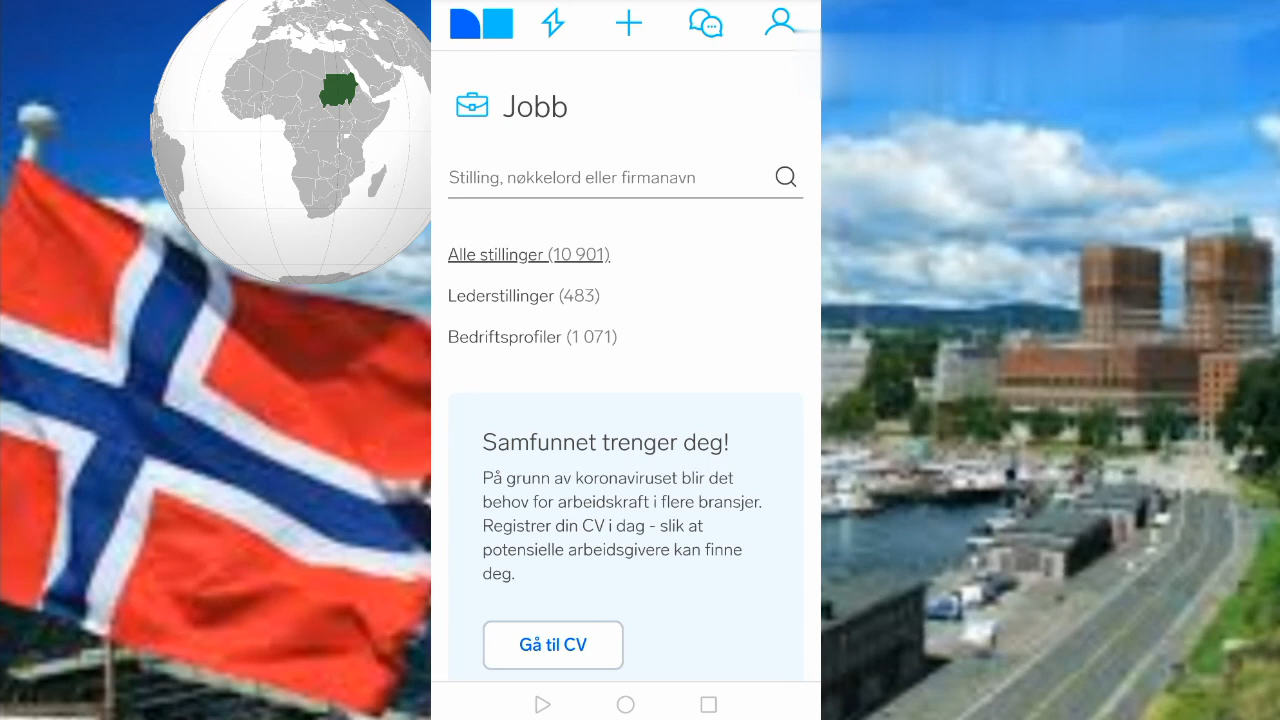 Jobb
Stilling, nøkkelord eller firmanavn
Alle stillinger (10 901)
Lederstillinger (483)
Bedriftsprofiler (1 071)
Samfunnet trenger deg!
På grunn av koronaviruset blir det
behov for arbeidskraft i flere bransjer.
Registrer din CV i dag - slik at
potensielle arbeidsgivere kan finne
deg.
Gå til CV